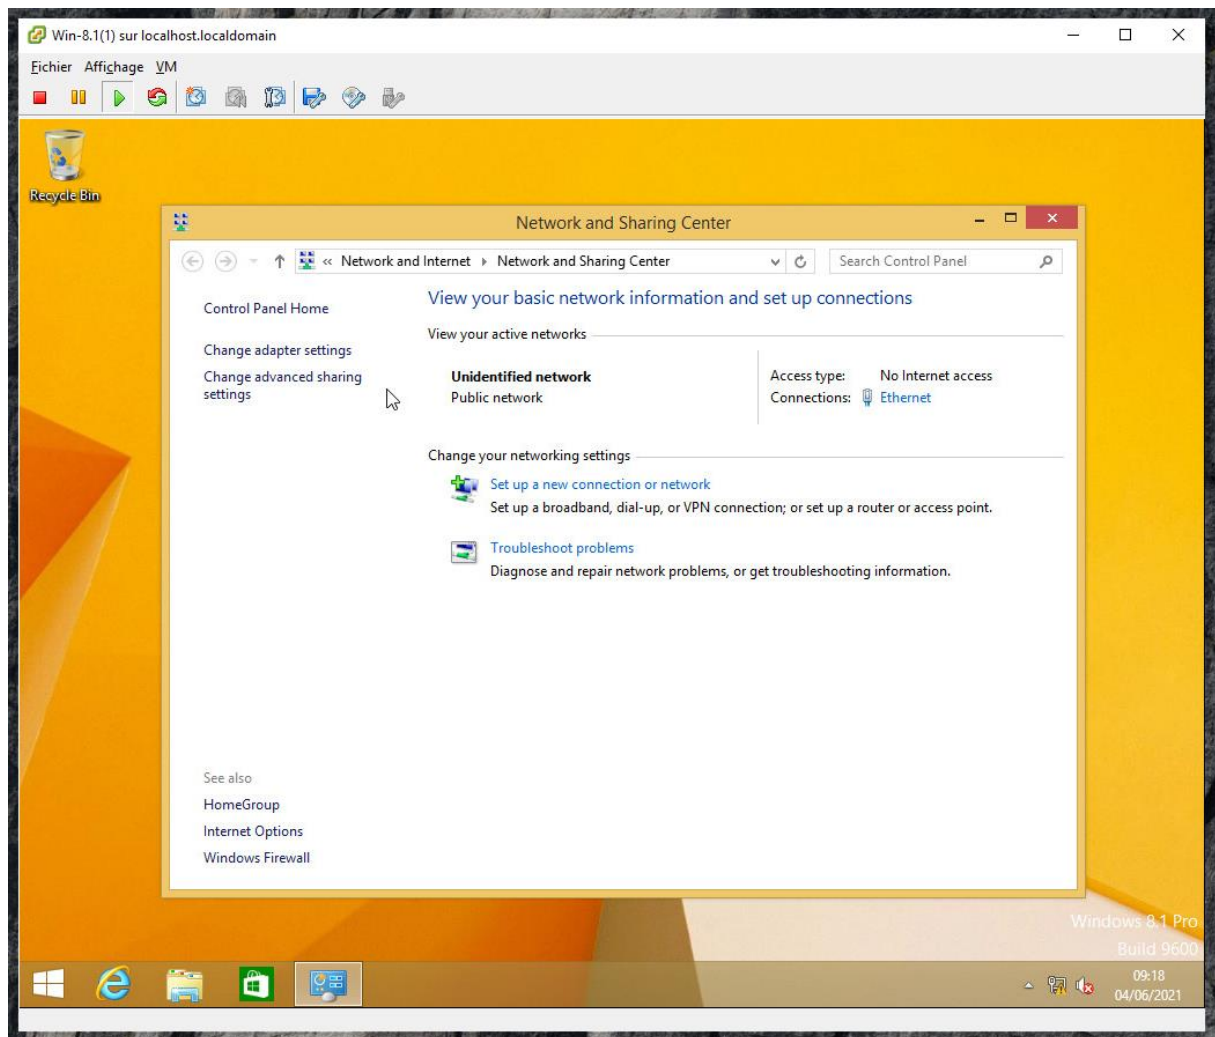 Win-8.1(1) sur localhost.localdomain
Fichier Affichage VM
Recycle Bin
Network and Sharing Center
« Network and Internet Network and Sharing Center
Search Control Panel
Control Panel Home
Change adapter settings
Change advanced sharing
settings
View your basic network information and set up connections
View your active networks
Unidentified network
Public network
Access type: No Internet access
Connections: Ethernet
Change your networking settings
Set up a new connection or network
Set up a broadband, dial-up, or VPN connection; or set up a router or access point.
Troubleshoot problems
Diagnose and repair network problems, or get troubleshooting information.
See also
HomeGroup
Internet Options
Windows Firewall
Windows 8.1 Pro
Build 9600
09:18
04/06/2021